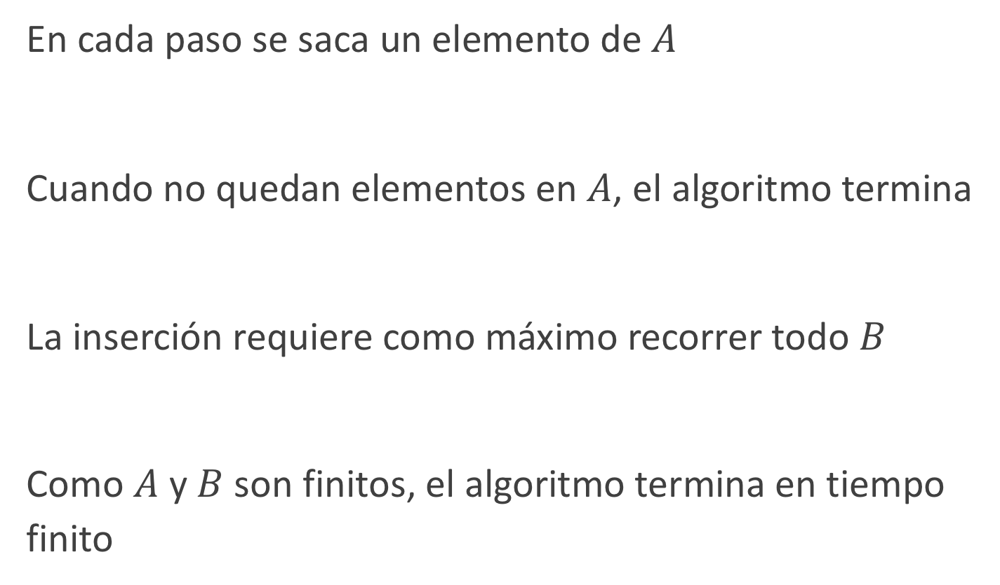 En cada paso se saca un elemento de A
Cuando no quedan elementos en A, el algoritmo termina
La inserción requiere como máximo recorrer todo B
Como A y B son finitos, el algoritmo termina en tiempo
finito